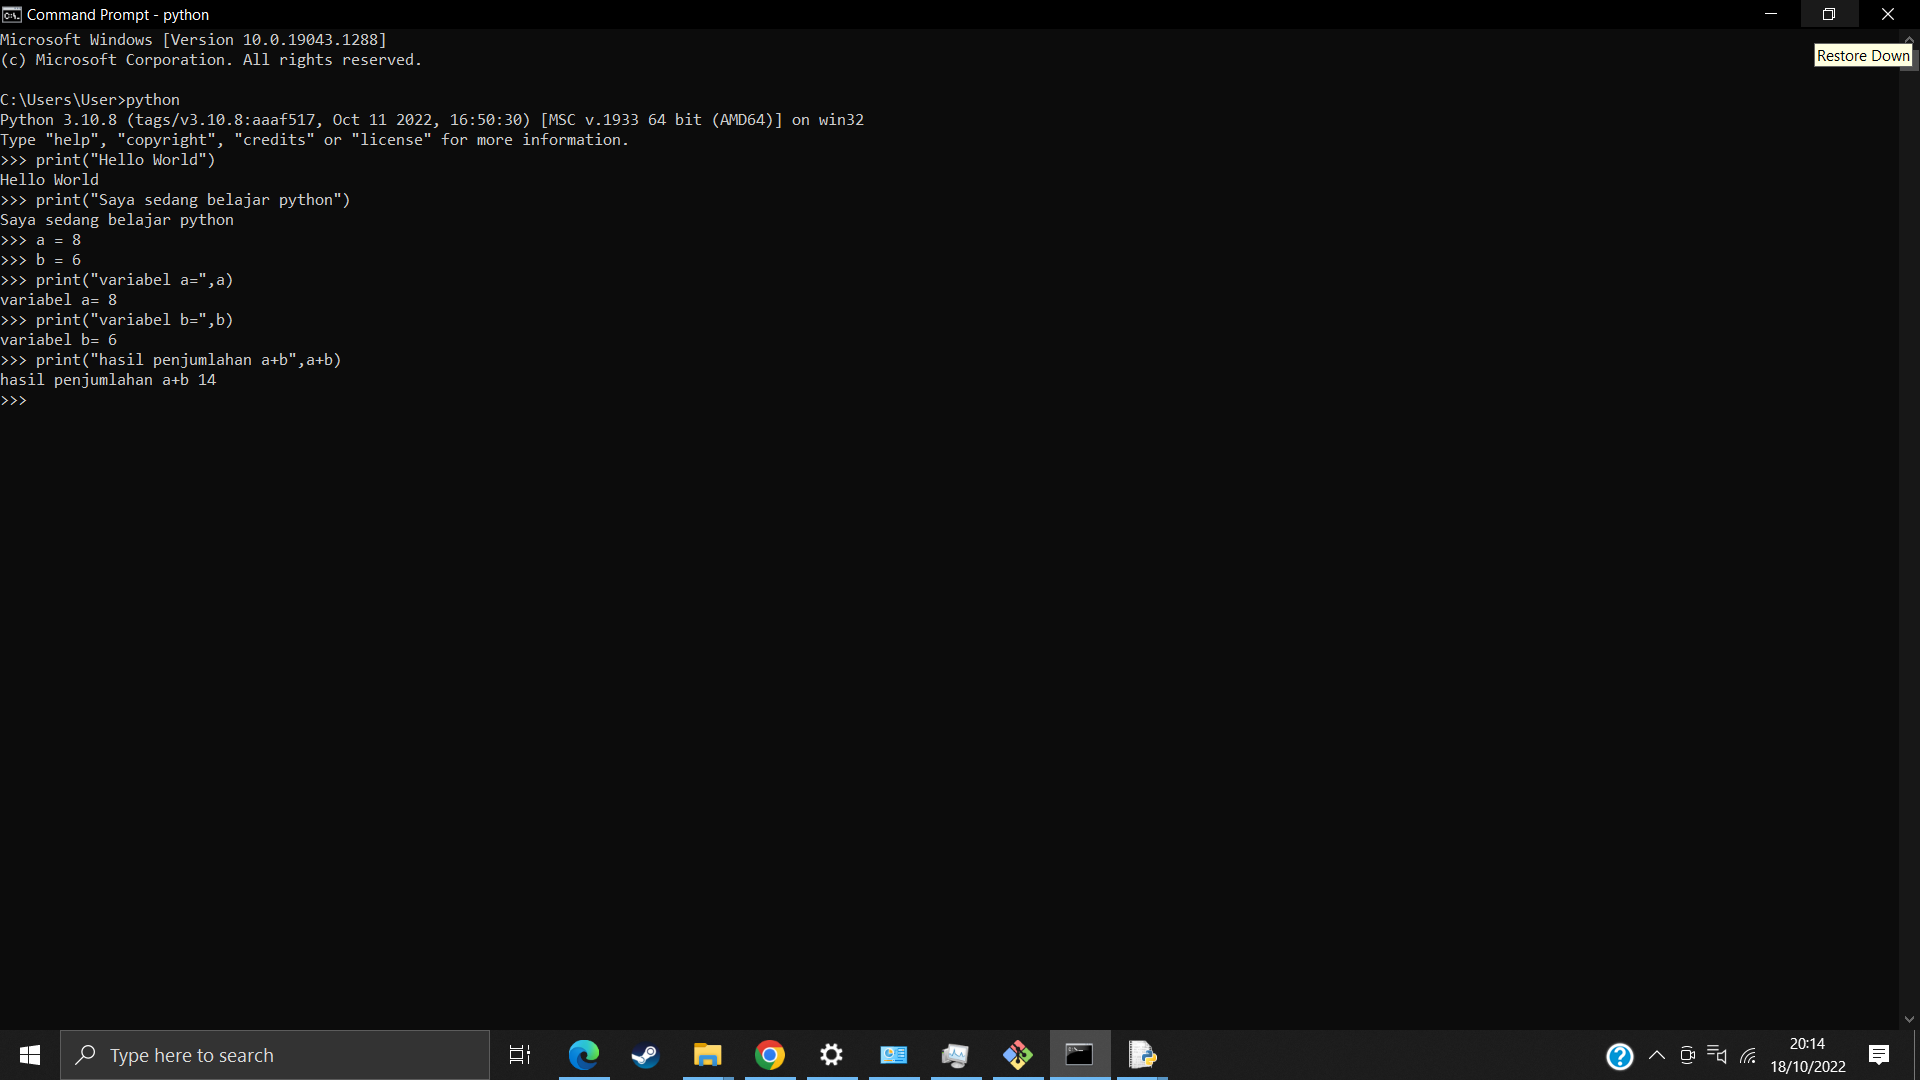 Command Prompt - python
Microsoft Windows [Version 10.0.19043.1288]
(c) Microsoft Corporation. All rights reserved.
Restore Down
C:\Users\User>python
Python 3.10.8 (tags/v3.10.8:aaaf517, Oct 11 2022, 16:50:30) [MSC v.1933 64 bit (AMD64)] on win32
Type "help", "copyright", "credits" or "license" for more information.
>>> print("Hello World")
Hello World
>>> print("Saya sedang belajar python")
Saya sedang belajar python
>>> a = 8
>>> b = 6
>>> print("variabel a=",a)
variabel a= 8
>>> print("variabel b=",b)
variabel b= 6
>>> print("hasil penjumlahan a+b",a+b)
hasil penjumlahan a+b 14
>>>
Type here to search
20:14
18/10/2022